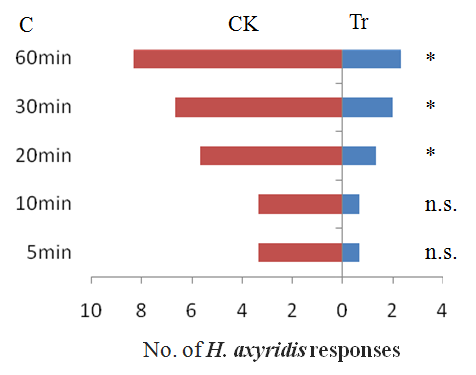 C CK Tr
60min *
30min *
20min *
10min n.s.
5min n.s.
10 8 6 4 2 0 2 4
No. of H. axyridis responses